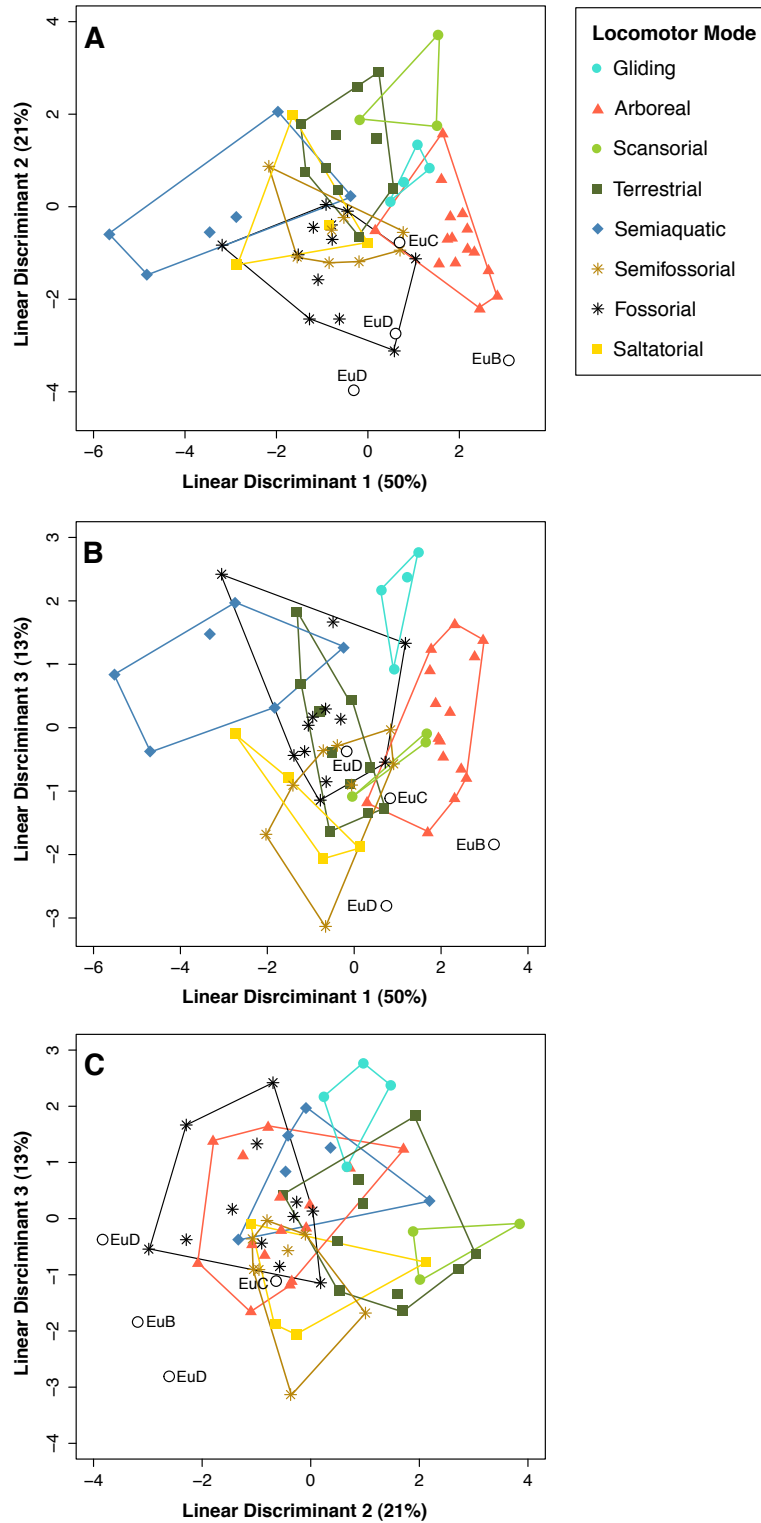 A
4
2
0
−2
−4
Linear Discriminant 2 (21%)
EuC
EuD
EuB
EuD
−6
−4
−2
0
2
Linear Discriminant 1 (50%)
Locomotor Mode
Gliding
Arboreal
Scansorial
Terrestrial
Semiaquatic
Semifossorial
Fossorial
Saltatorial
B
3
2
1
0
−1
−2
−3
Linear Disrciminant 3 (13%)
EuD
EuC
EuB
EuD
−6
−4
−2
0
2
4
Linear Disrciminant 1 (50%)
C
3
2
1
0
−1
−2
−3
−4
Linear Disrciminant 3 (13%)
EuD
EuC
EuB
EuD
−4
−2
0
2
4
Linear Discriminant 2 (21%)